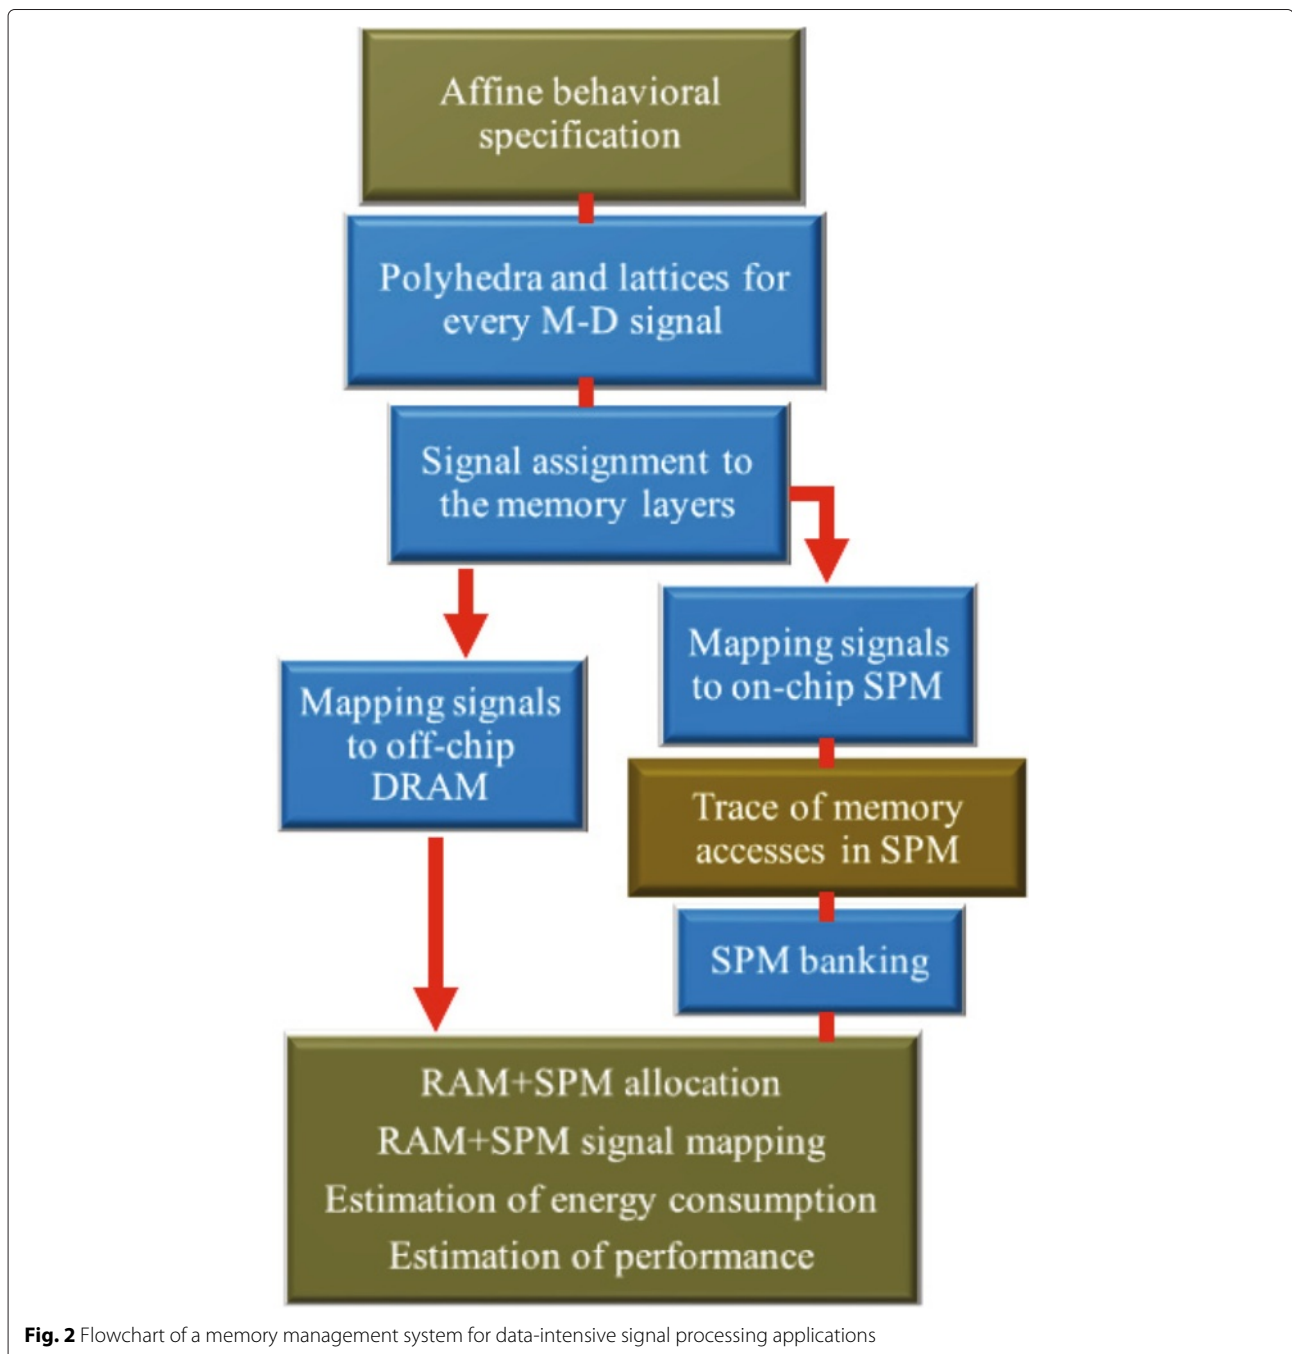 Affine behavioral
specification
Polyhedra and lattices for
every M-D signal
Signal assignment to
the memory layers
Mapping signals
to on-chip SPM
Mapping signals
to off-chip
DRAM
Trace of memory
accesses in SPM
SPM banking
RAM+SPM allocation
RAM+SPM signal mapping
Estimation of energy consumption
Estimation of performance
Fig. 2 Flowchart of a memory management system for data-intensive signal processing applications